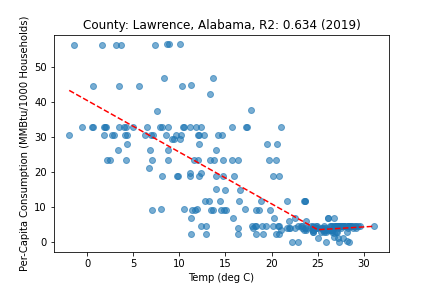 County: Lawrence, Alabama, R2: 0.634 (2019)
Per-Capita Consumption (MMBtu/1000 Households)
50
40
30
20
10
0
0 5 10 15 20 25 30
Temp (deg C)